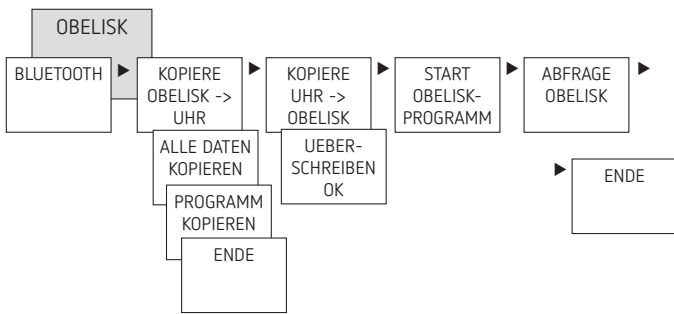 OBELISK
BLUETOOTH
KOPIERE
OBELISK ->
UHR
ALLE DATEN
KOPIEREN
PROGRAMM
KOPIEREN
ENDE
KOPIERE
UHR ->
OBELISK
UEBER-
SCHREIBEN
OK
START
OBELISK-
PROGRAMM
ABFRAGE
OBELISK
ENDE